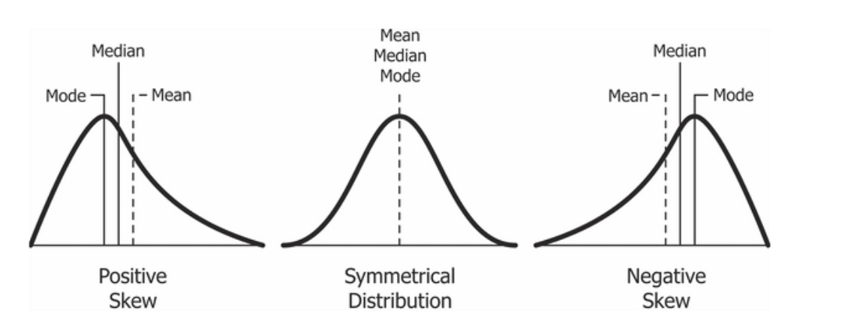 Median
Mode
Mean
Positive
Skew
Mean
Median
Mode
Symmetrical
Distribution
Median
Mean
Mode
Negative
Skew